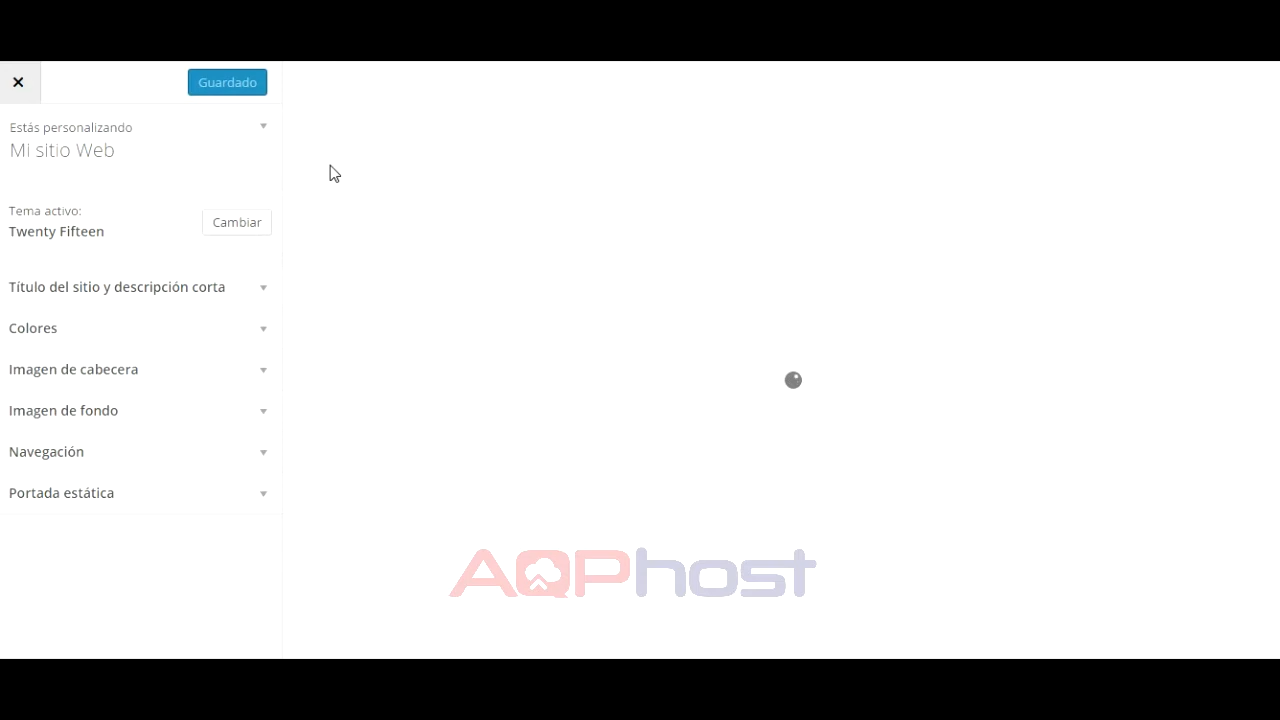 Guardado
Estás personalizando
Mi sitio Web
Tema activo:
Twenty Fifteen
Cambiar
Título del sitio y descripción corta
Colores
Imagen de cabecera
Imagen de fondo
Navegación
Portada estática
AQPhost